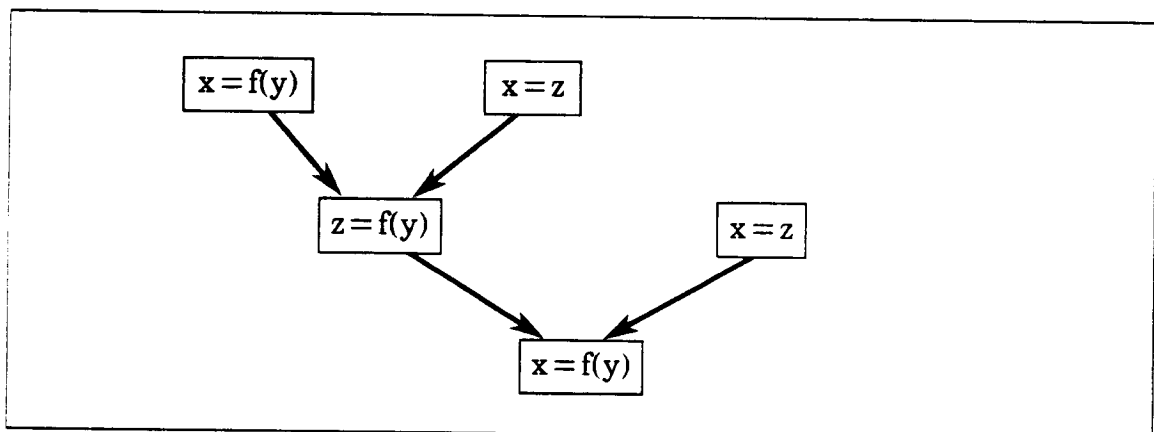 x = f(y)
x = z
z = f(y)
x = z
x = f(y)